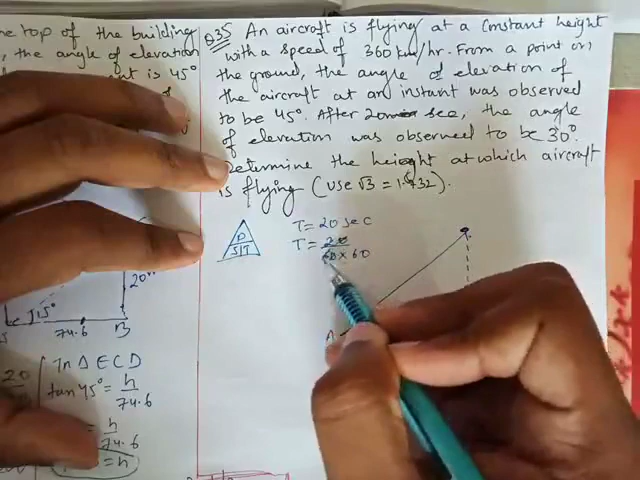 ne top of the building
, the angle of elevation
is 45°
Q35 An aircraft is flying at a constant height
with a speed of 360 km/hr. From a point on
the ground, the angle of elevation of
the aircraft at an instant was observed
to be 45°. After 20 sec, the angle
of elevation was observed to be 30°.
Determine the height at which aircraft
is flying (use √3 = 1.732).
D
S|T
T = 20 sec
T = 20
60 × 60
A
20
15°
74.6
B
In Δ ECD
tan 45° = h
74.6
= h
74.6
= h
20